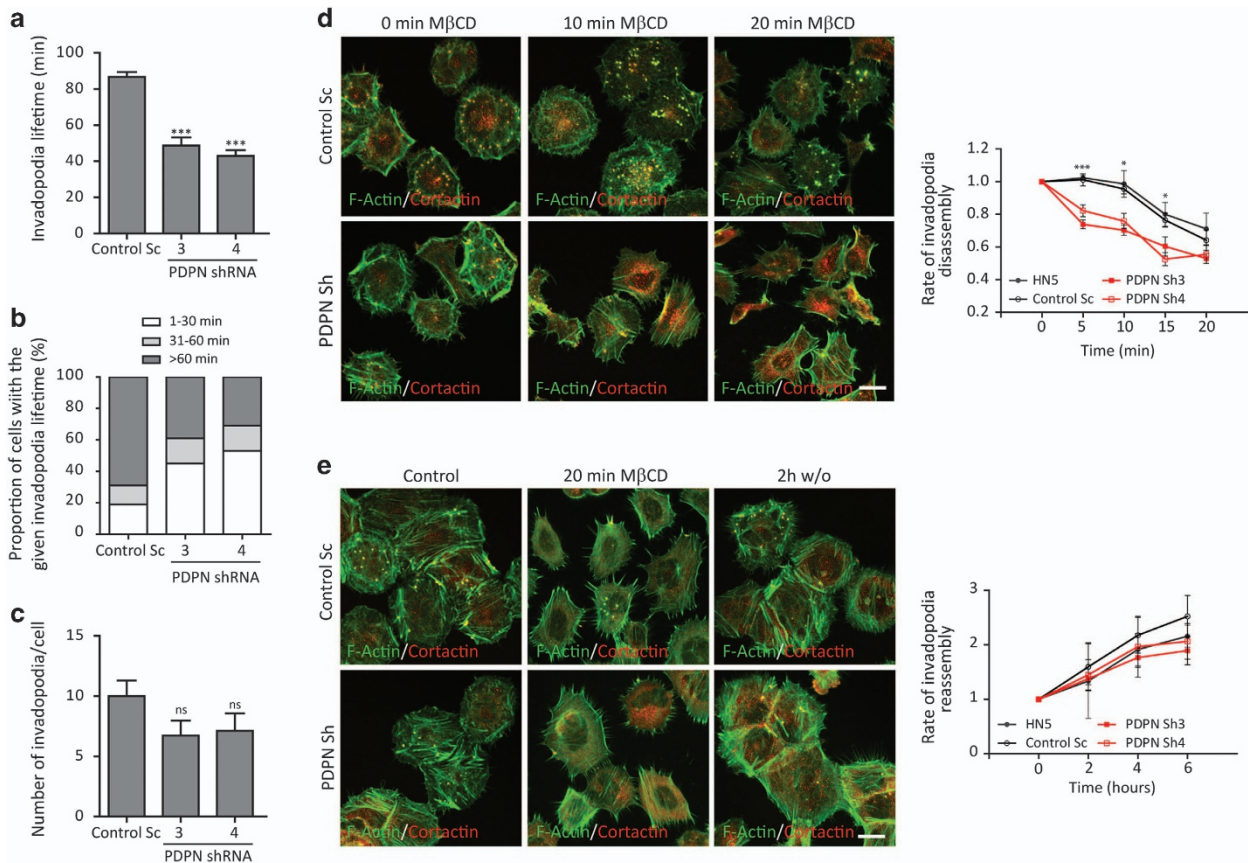 a
Invadopodia lifetime (min)
100
80
60
40
20
0
***
***
Control Sc
3
4
PDPN shRNA
b
1-30 min
31-60 min
>60 min
Proportion of cells with the
given invadopodia lifetime (%)
100
80
60
40
20
0
Control Sc
3
4
PDPN shRNA
c
Number of invadopodia/cell
15
10
5
0
ns
ns
Control Sc
3
4
PDPN shRNA
d
0 min MβCD
10 min MβCD
20 min MβCD
Control Sc
F-Actin/Cortactin
F-Actin/Cortactin
F-Actin/Cortactin
PDPN Sh
F-Actin/Cortactin
F-Actin/Cortactin
F-Actin/Cortactin
Rate of invadopodia
disassembly
1.2
1.0
0.8
0.6
0.4
0.2
***
*
*
HN5
Control Sc
PDPN Sh3
PDPN Sh4
0
5
10
15
20
Time (min)
e
Control
20 min MβCD
2h w/o
Control Sc
F-Actin/Cortactin
F-Actin/Cortactin
F-Actin/Cortactin
PDPN Sh
F-Actin/Cortactin
F-Actin/Cortactin
F-Actin/Cortactin
Rate of invadopodia
reassembly
3
2
1
0
HN5
Control Sc
PDPN Sh3
PDPN Sh4
0
2
4
6
Time (hours)